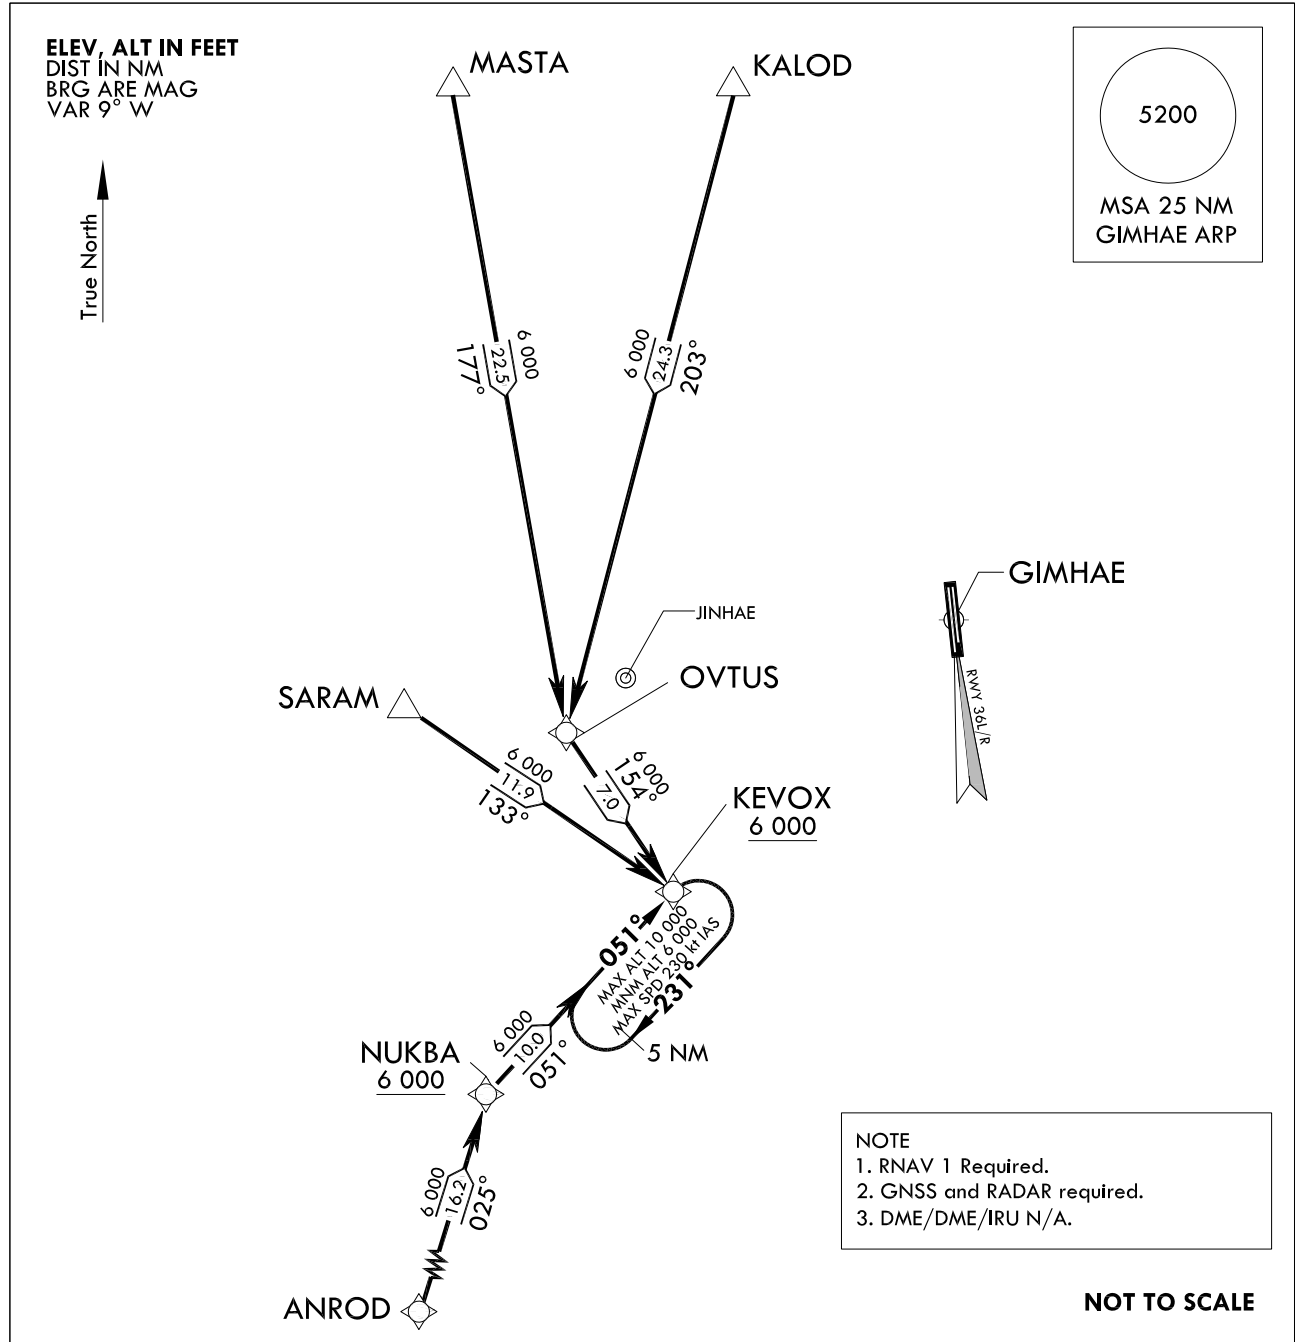 ELEV, ALT IN FEET
DIST IN NM
BRG ARE MAG
VAR 9° W
True North
MASTA
KALOD
5200
MSA 25 NM
GIMHAE ARP
6 000
22.5
177°
6 000
24.3
203°
GIMHAE
JINHAE
OVTUS
SARAM
RWY 36L/R
6 000
11.9
133°
6 000
154°
7.0
KEVOX
6 000
051°
MAX ALT 10 000
MNM ALT 6 000
MAX SPD 230 kt IAS
231°
5 NM
6 000
10.0
051°
NUKBA
6 000
6 000
16.2
025°
ANROD
NOTE
1. RNAV 1 Required.
2. GNSS and RADAR required.
3. DME/DME/IRU N/A.
NOT TO SCALE